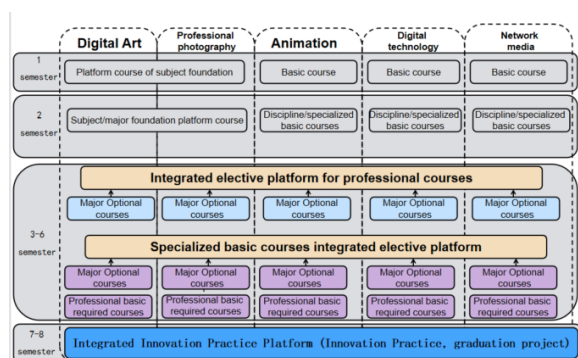 Digital Art
Professional
photography
Animation
Digital
technology
Network
media
1
semester
Platform course of subject foundation
Basic course
Basic course
Basic course
2
semester
Subject/major foundation platform course
Discipline/specialized
basic courses
Discipline/specialized
basic courses
Discipline/specialized
basic courses
3-6
semester
Integrated elective platform for professional courses
Major Optional
courses
Major Optional
courses
Major Optional
courses
Major Optional
courses
Major Optional
courses
Specialized basic courses integrated elective platform
Major Optional
courses
Major Optional
courses
Major Optional
courses
Major Optional
courses
Major Optional
courses
Professional basic
required courses
Professional basic
required courses
Professional basic
required courses
Professional basic
required courses
Professional basic
required courses
7-8
semester
Integrated Innovation Practice Platform (Innovation Practice, graduation project)